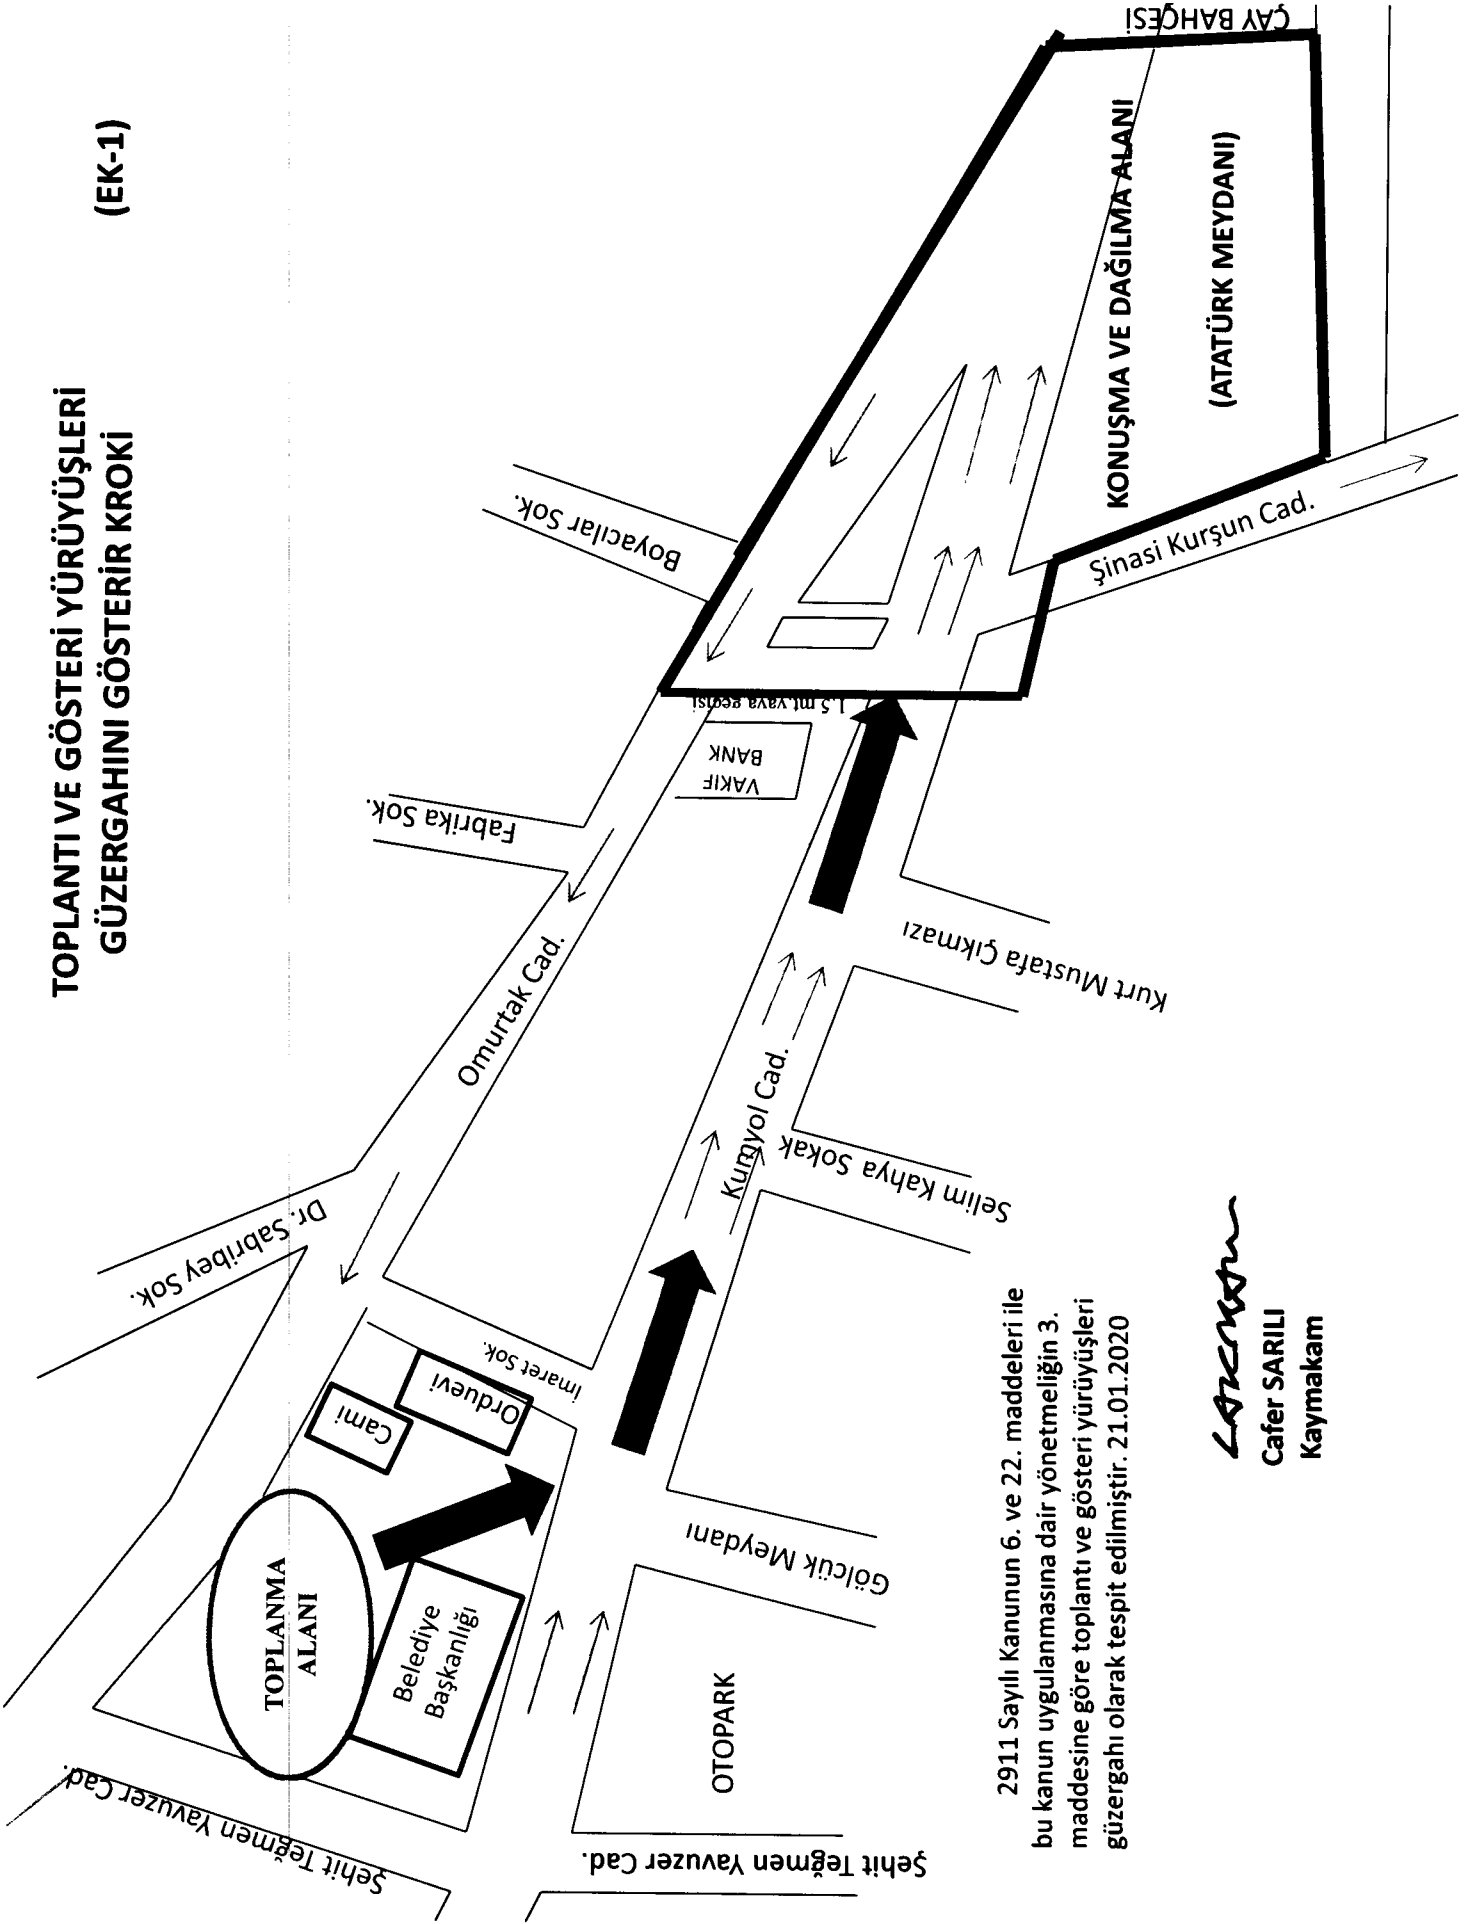 TOPLANTI VE GÖSTERİ YÜRÜYÜŞLERİ
GÜZERGAHINI GÖSTERİR KROKİ
(EK-1)
Şehit Teğmen Yavuzer Cad.
TOPLANMA
ALANI
Belediye
Başkanlığı
Cami
Orduevi
İmaret Sok.
Dr. Sabribey Sok.
Omurtak Cad.
Fabrika Sok.
Boyacılar Sok.
VAKIF
BANK
1.5 mt yaya geçişi
Kumyol Cad.
OTOPARK
Şehit Teğmen Yavuzer Cad.
Gölcük Meydanı
Selim Kahya Sokak
Kurt Mustafa Çıkmazı
Şinasi Kurşun Cad.
KONUŞMA VE DAĞILMA ALANI
(ATATÜRK MEYDANI)
ÇAY BAHÇESİ
2911 Sayılı Kanunun 6. ve 22. maddeleri ile
bu kanun uygulanmasına dair yönetmeliğin 3.
maddesine göre toplantı ve gösteri yürüyüşleri
güzergahı olarak tespit edilmiştir. 21.01.2020
Cafer SARILI
Kaymakam